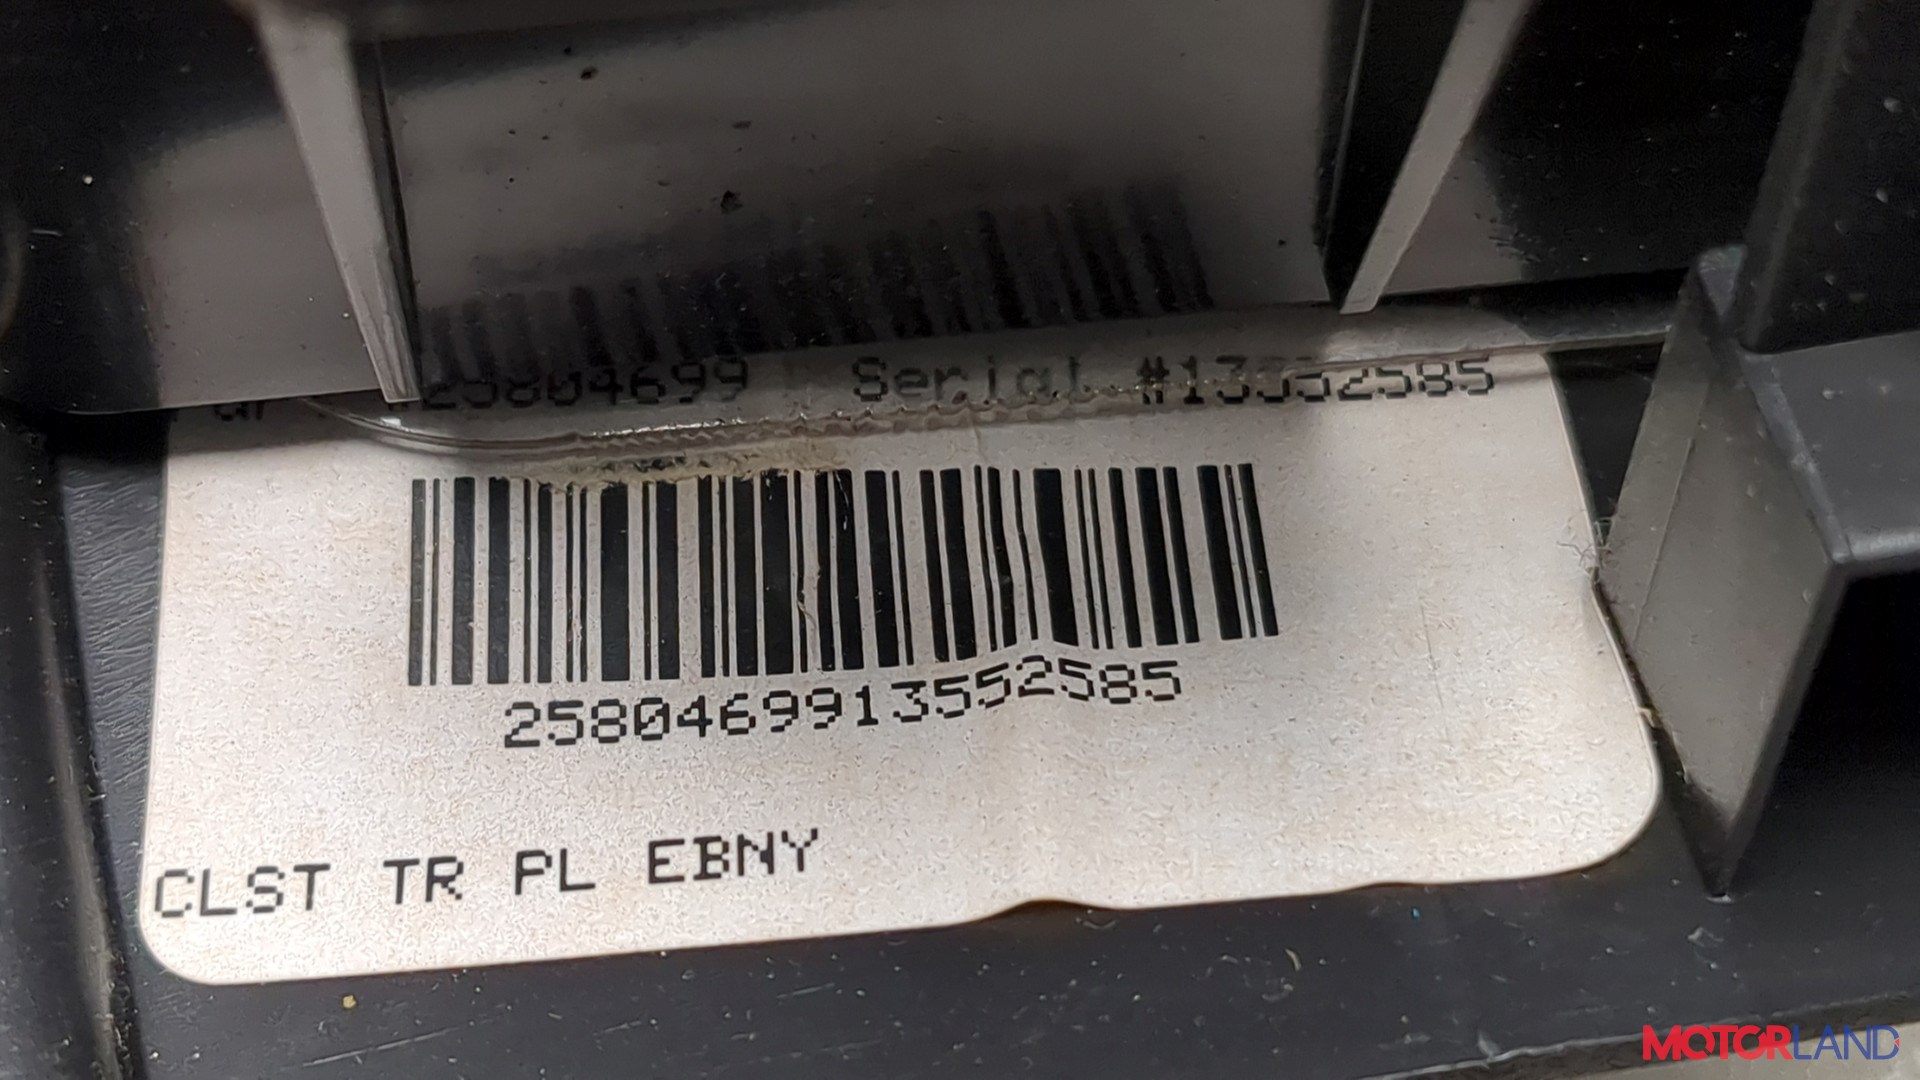 #25804699 Serial #13552585
2580469913552585
CLST TR PL EBNY
MOTORLAND